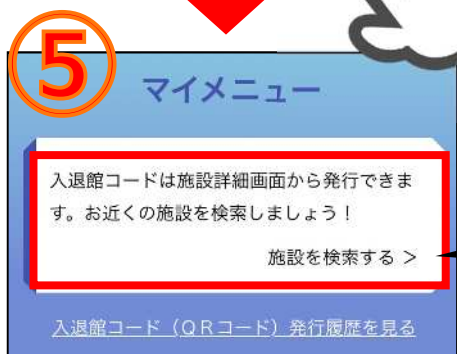 ⑤
マイメニュー
入退館コードは施設詳細画面から発行できま
す。お近くの施設を検索しましょう！
施設を検索する ＞
入退館コード（ＱＲコード）発行履歴を見る